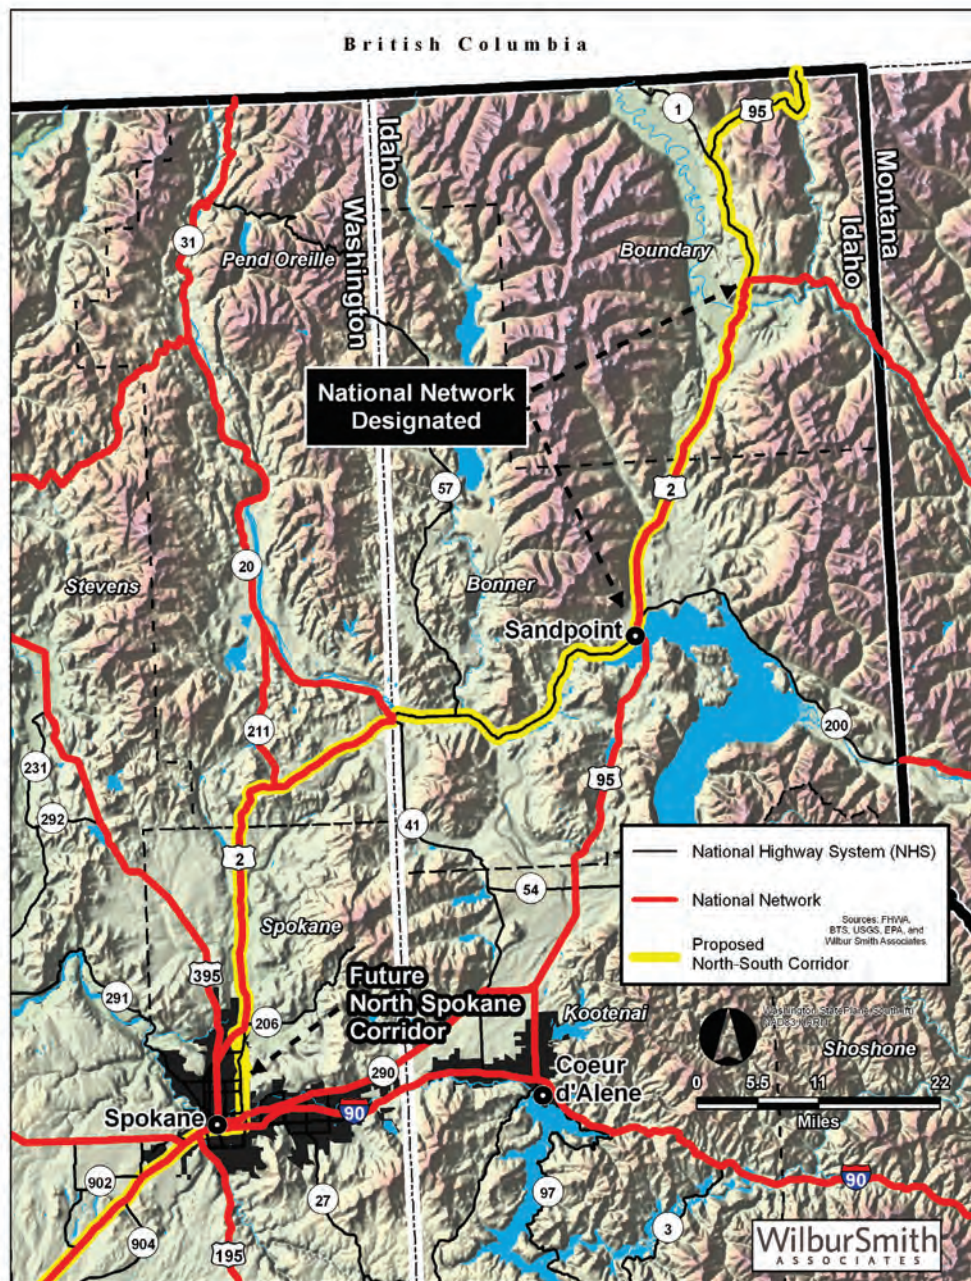 British Columbia
1
95
Idaho
Washington
Montana
Idaho
31
Pend Oreille
Boundary
National Network
Designated
57
2
20
Stevens
Bonner
Sandpoint
211
200
231
292
95
41
2
54
National Highway System (NHS)
National Network
Sources: FHWA,
BTS, USGS, EPA, and
Wilbur Smith Associates
Proposed
North-South Corridor
Spokane
395
Future
North Spokane
Corridor
291
206
290
Kootenai
Shoshone
Coeur
d'Alene
0 5.5 11 22
Miles
Spokane
90
90
902
904
27
97
3
195
WilburSmith
ASSOCIATES